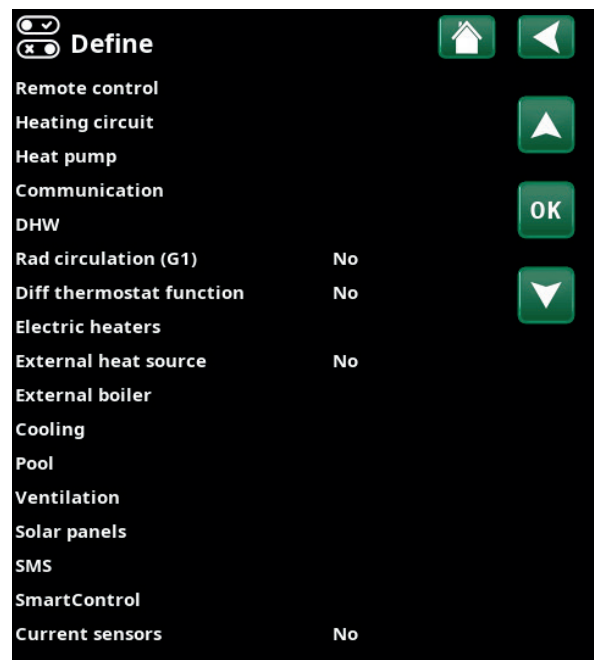 Define
Remote control
Heating circuit
Heat pump
Communication
OK
DHW
Rad circulation (G1) No
Diff thermostat function No
Electric heaters
External heat source No
External boiler
Cooling
Pool
Ventilation
Solar panels
SMS
SmartControl
Current sensors No